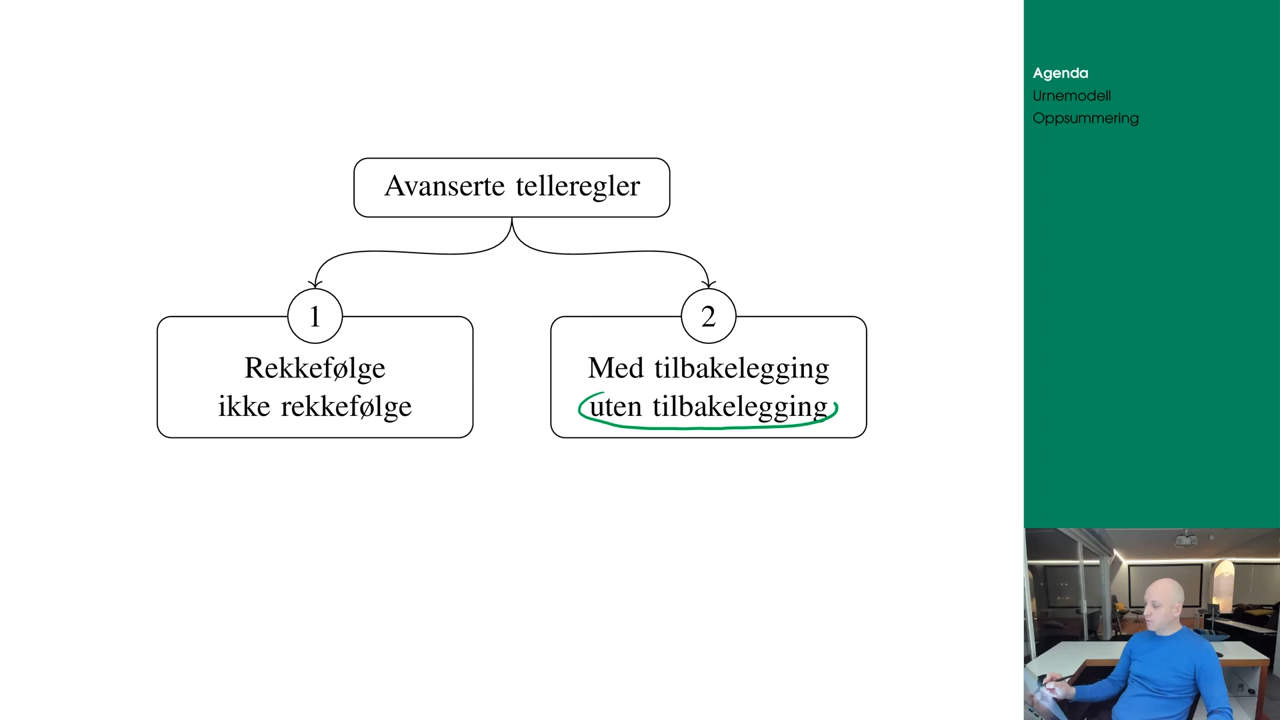 Avanserte telleregler
1
Rekkefølge
ikke rekkefølge
2
Med tilbakelegging
uten tilbakelegging
Agenda
Urnemodell
Oppsummering